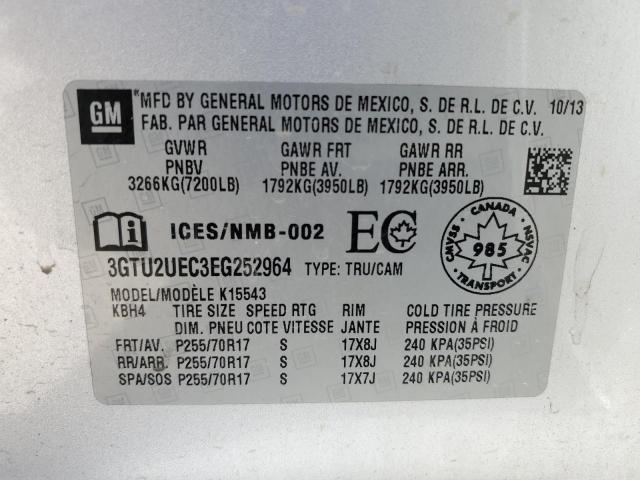 GM
*MFD BY GENERAL MOTORS DE MEXICO, S. DE R.L. DE C.V. 10/13
FAB. PAR GENERAL MOTORS DE MEXICO, S. DE R.L. DE C.V.
GVWR GAWR FRT GAWR RR
PNBV PNBE AV. PNBE ARR.
3266KG(7200LB) 1792KG(3950LB) 1792KG(3950LB)
i ICES/NMB-002 EC
CANADA CMVSS NSVAC 985 TRANSPORT
3GTU2UEC3EG252964 TYPE: TRU/CAM
MODEL/MODÈLE K15543
KBH4 TIRE SIZE SPEED RTG RIM COLD TIRE PRESSURE
DIM. PNEU COTE VITESSE JANTE PRESSION À FROID
FRT/AV. P255/70R17 S 17X8J 240 KPA(35PSI)
RR/ARR. P255/70R17 S 17X8J 240 KPA(35PSI)
SPA/SOS P255/70R17 S 17X7J 240 KPA(35PSI)